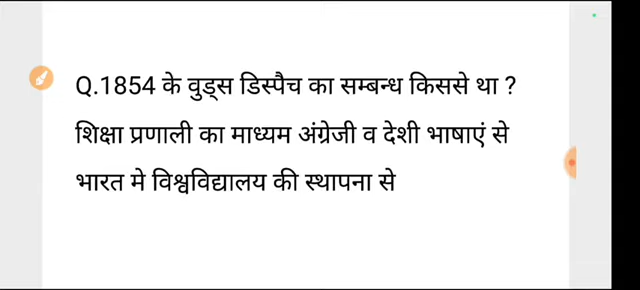 Q.1854 के वुड्स डिस्पैच का सम्बन्ध किससे था ?
शिक्षा प्रणाली का माध्यम अंग्रेजी व देशी भाषाएं से
भारत मे विश्वविद्यालय की स्थापना से